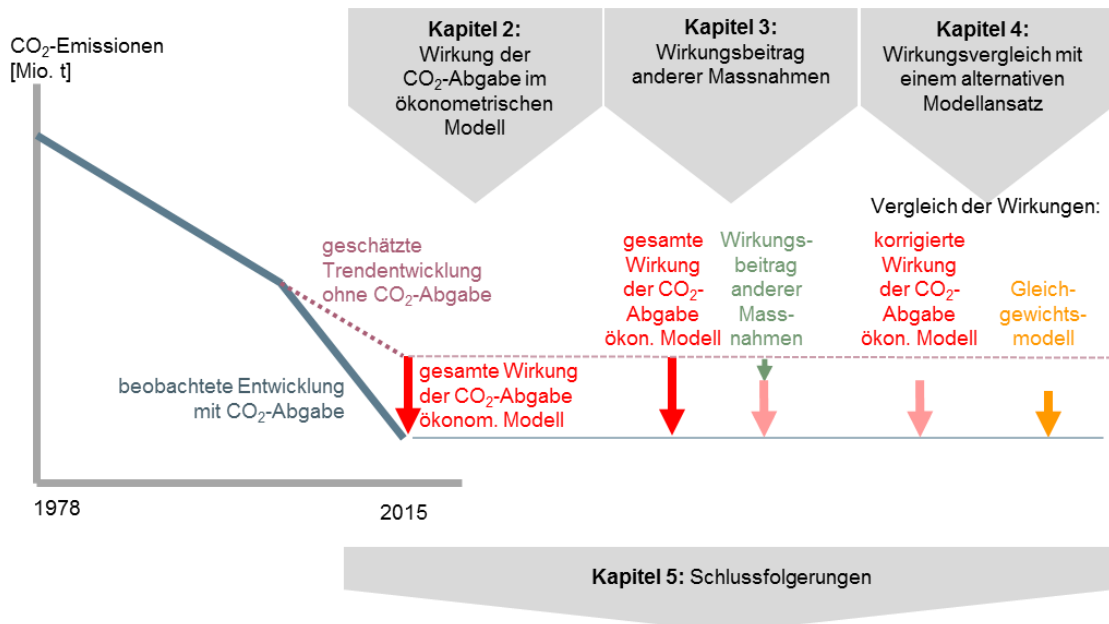 CO₂-Emissionen
[Mio. t]
Kapitel 2:
Wirkung der
CO₂-Abgabe im
ökonometrischen
Modell
Kapitel 3:
Wirkungsbeitrag
anderer Massnahmen
Kapitel 4:
Wirkungsvergleich mit
einem alternativen
Modellansatz
Vergleich der Wirkungen:
geschätzte
Trendentwicklung
ohne CO₂-Abgabe
gesamte
Wirkung
der CO₂-
Abgabe
ökon. Modell
Wirkungs-
beitrag
anderer
Mass-
nahmen
korrigierte
Wirkung
der CO₂-
Abgabe
ökon. Modell
Gleich-
gewichts-
modell
beobachtete Entwicklung
mit CO₂-Abgabe
gesamte Wirkung
der CO₂-Abgabe
ökonom. Modell
1978
2015
Kapitel 5: Schlussfolgerungen